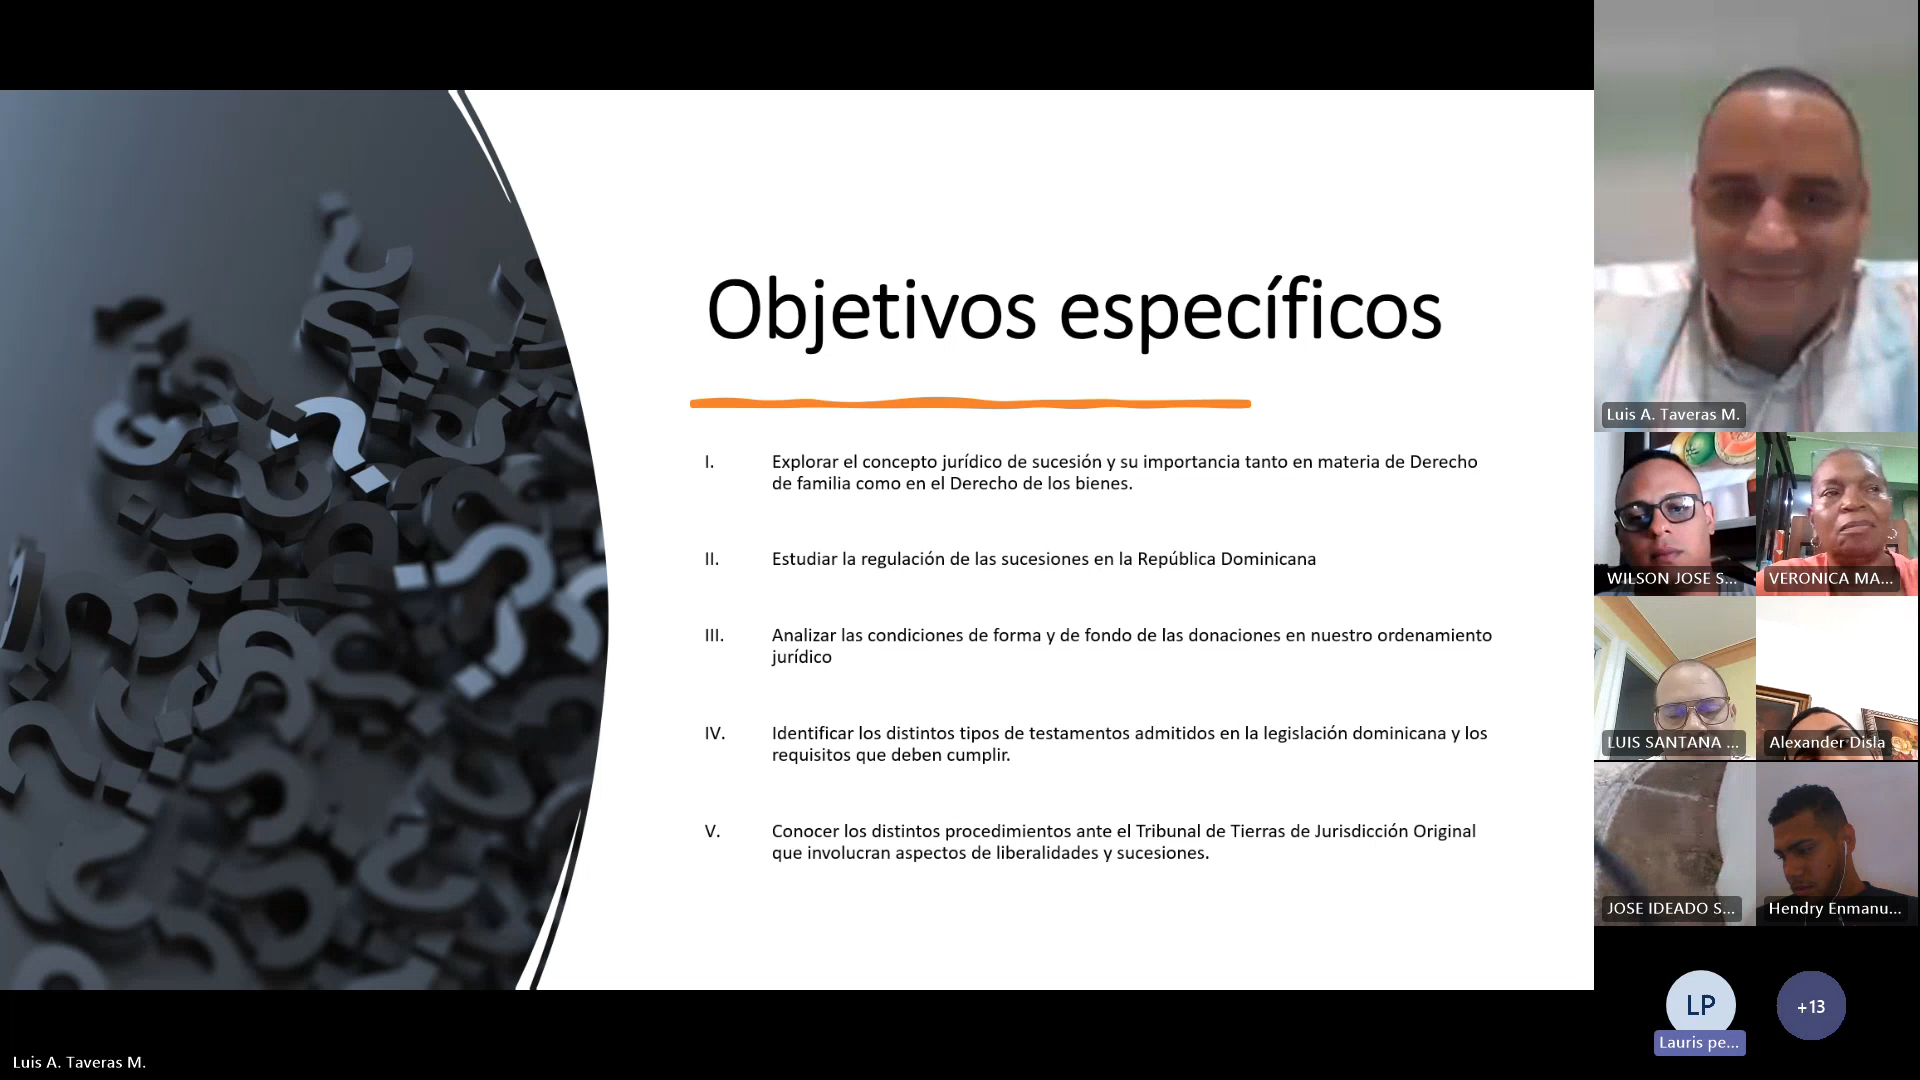 Objetivos específicos
I. Explorar el concepto jurídico de sucesión y su importancia tanto en materia de Derecho
de familia como en el Derecho de los bienes.
II. Estudiar la regulación de las sucesiones en la República Dominicana
III. Analizar las condiciones de forma y de fondo de las donaciones en nuestro ordenamiento
jurídico
IV. Identificar los distintos tipos de testamentos admitidos en la legislación dominicana y los
requisitos que deben cumplir.
V. Conocer los distintos procedimientos ante el Tribunal de Tierras de Jurisdicción Original
que involucran aspectos de liberalidades y sucesiones.
Luis A. Taveras M.
WILSON JOSE S...
VERONICA MA...
LUIS SANTANA ...
Alexander Disla
JOSE IDEADO S...
Hendry Enmanu...
LP
+13
Lauris pe...
Luis A. Taveras M.